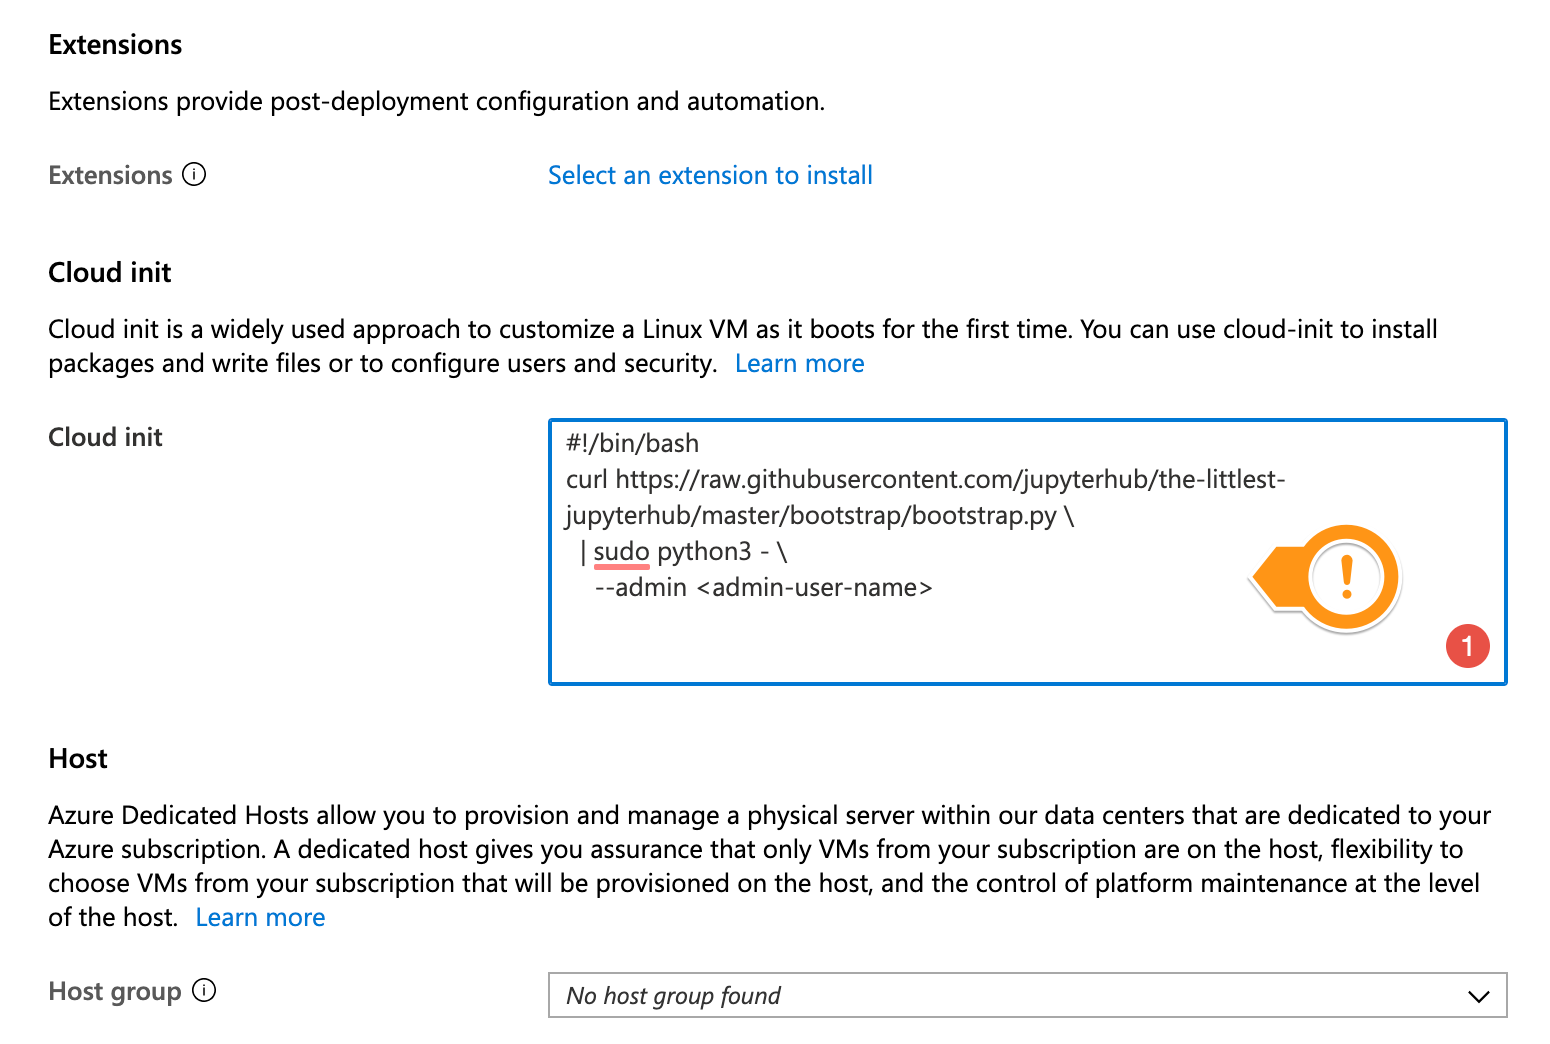 Extensions
Extensions provide post-deployment configuration and automation.
Extensions
Select an extension to install
Cloud init
Cloud init is a widely used approach to customize a Linux VM as it boots for the first time. You can use cloud-init to install
packages and write files or to configure users and security. Learn more
Cloud init
#!/bin/bash
curl https://raw.githubusercontent.com/jupyterhub/the-littlest-
jupyterhub/master/bootstrap/bootstrap.py \
| sudo python3 - \
--admin <admin-user-name>
!
1
Host
Azure Dedicated Hosts allow you to provision and manage a physical server within our data centers that are dedicated to your
Azure subscription. A dedicated host gives you assurance that only VMs from your subscription are on the host, flexibility to
choose VMs from your subscription that will be provisioned on the host, and the control of platform maintenance at the level
of the host. Learn more
Host group
No host group found